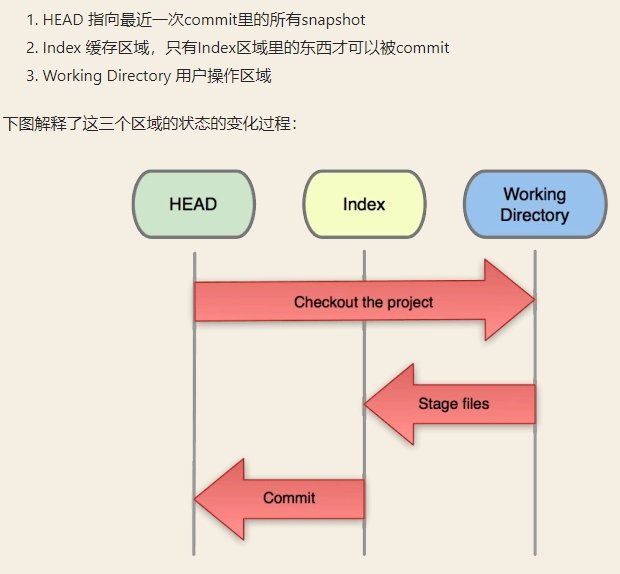 1. HEAD 指向最近一次commit里的所有snapshot
2. Index 缓存区域，只有Index区域里的东西才可以被commit
3. Working Directory 用户操作区域
下图解释了这三个区域的状态的变化过程：
HEAD
Index
Working
Directory
Checkout the project
Stage files
Commit